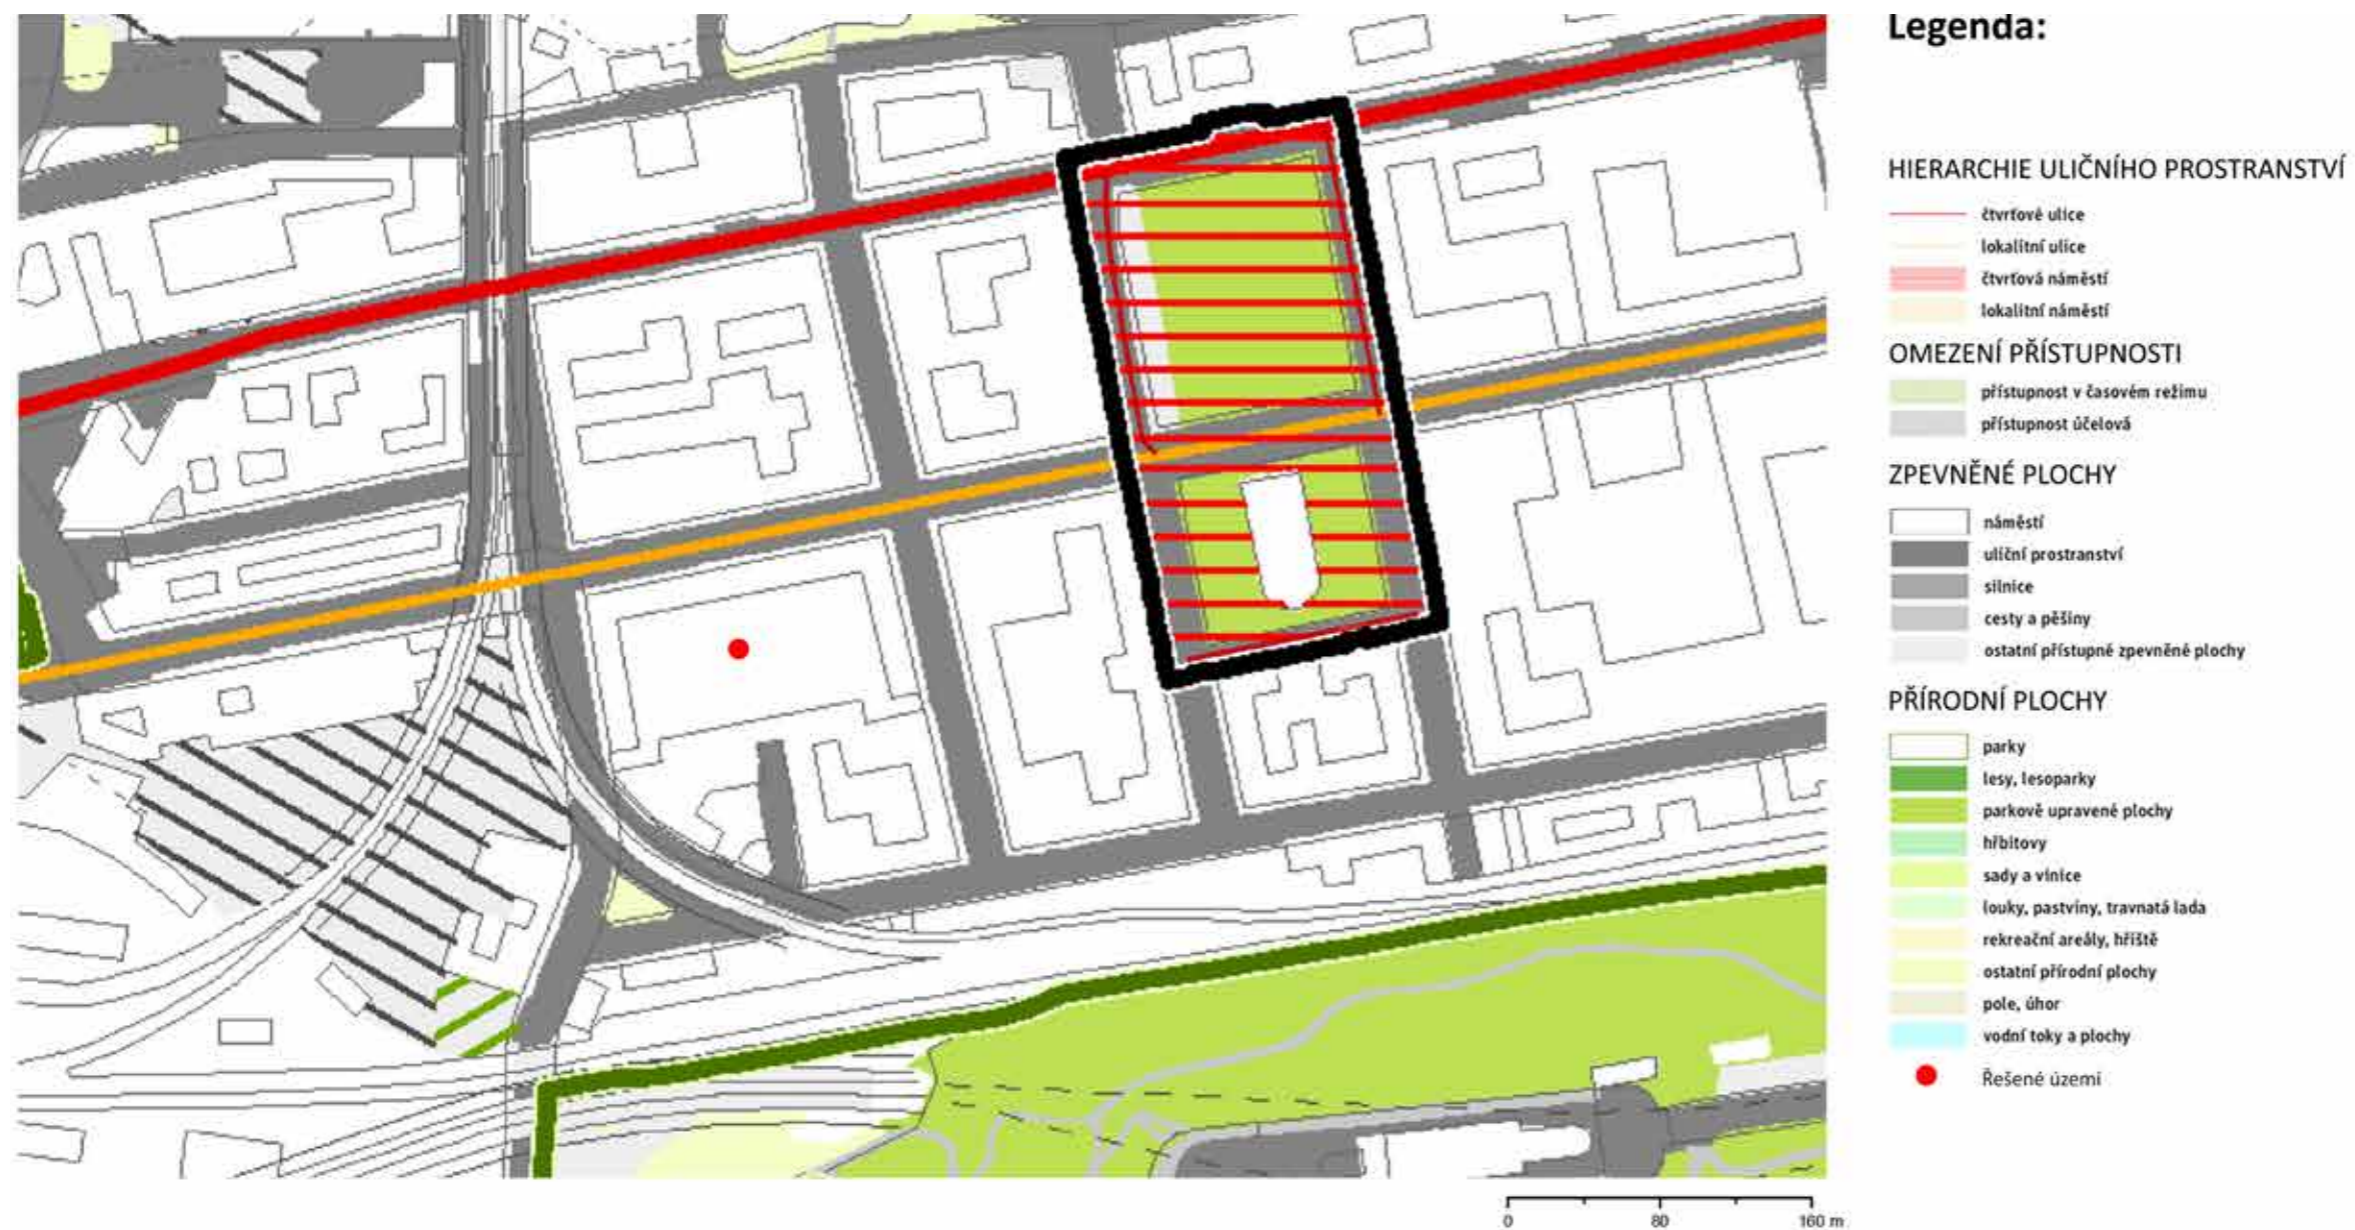 Legenda:
HIERARCHIE ULIČNÍHO PROSTRANSTVÍ
čtvrťové ulice
lokalitní ulice
čtvrťová náměstí
lokalitní náměstí
OMEZENÍ PŘÍSTUPNOSTI
přístupnost v časovém režimu
přístupnost účelová
ZPEVNĚNÉ PLOCHY
náměstí
uliční prostranství
silnice
cesty a pěšiny
ostatní přístupné zpevněné plochy
PŘÍRODNÍ PLOCHY
parky
lesy, lesoparky
parkově upravené plochy
hřbitovy
sady a vinice
louky, pastviny, travnatá lada
rekreační areály, hřiště
ostatní přírodní plochy
pole, úhor
vodní toky a plochy
Řešené území
0 80 160 m